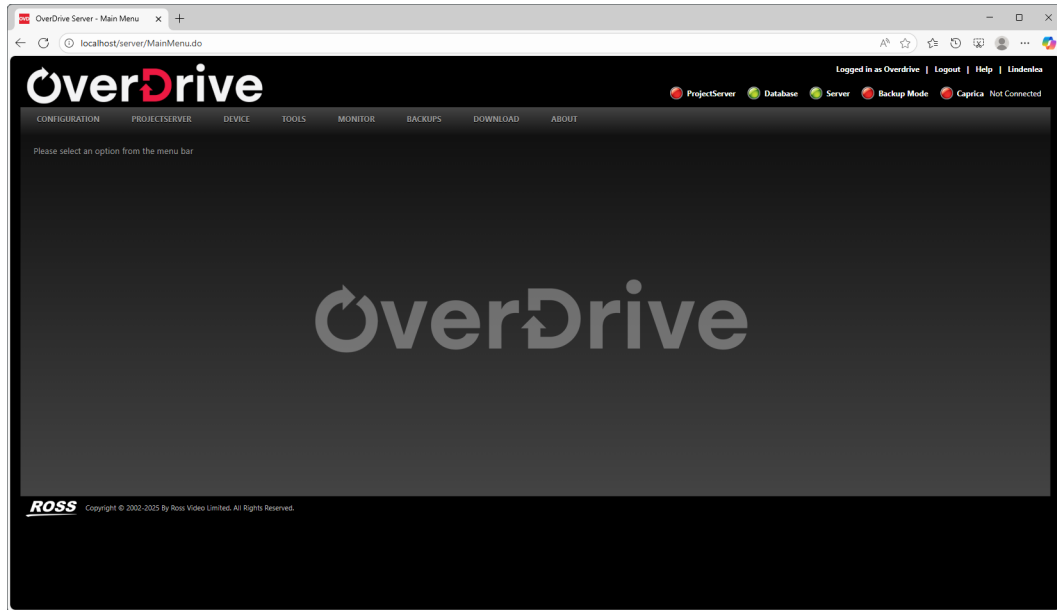 OVD OverDrive Server - Main Menu
localhost/server/MainMenu.do
OverDrive
Logged in as Overdrive | Logout | Help | Lindenlea
ProjectServer Database Server Backup Mode Caprica Not Connected
CONFIGURATION PROJECTSERVER DEVICE TOOLS MONITOR BACKUPS DOWNLOAD ABOUT
Please select an option from the menu bar
OverDrive
ROSS Copyright © 2002-2025 By Ross Video Limited. All Rights Reserved.